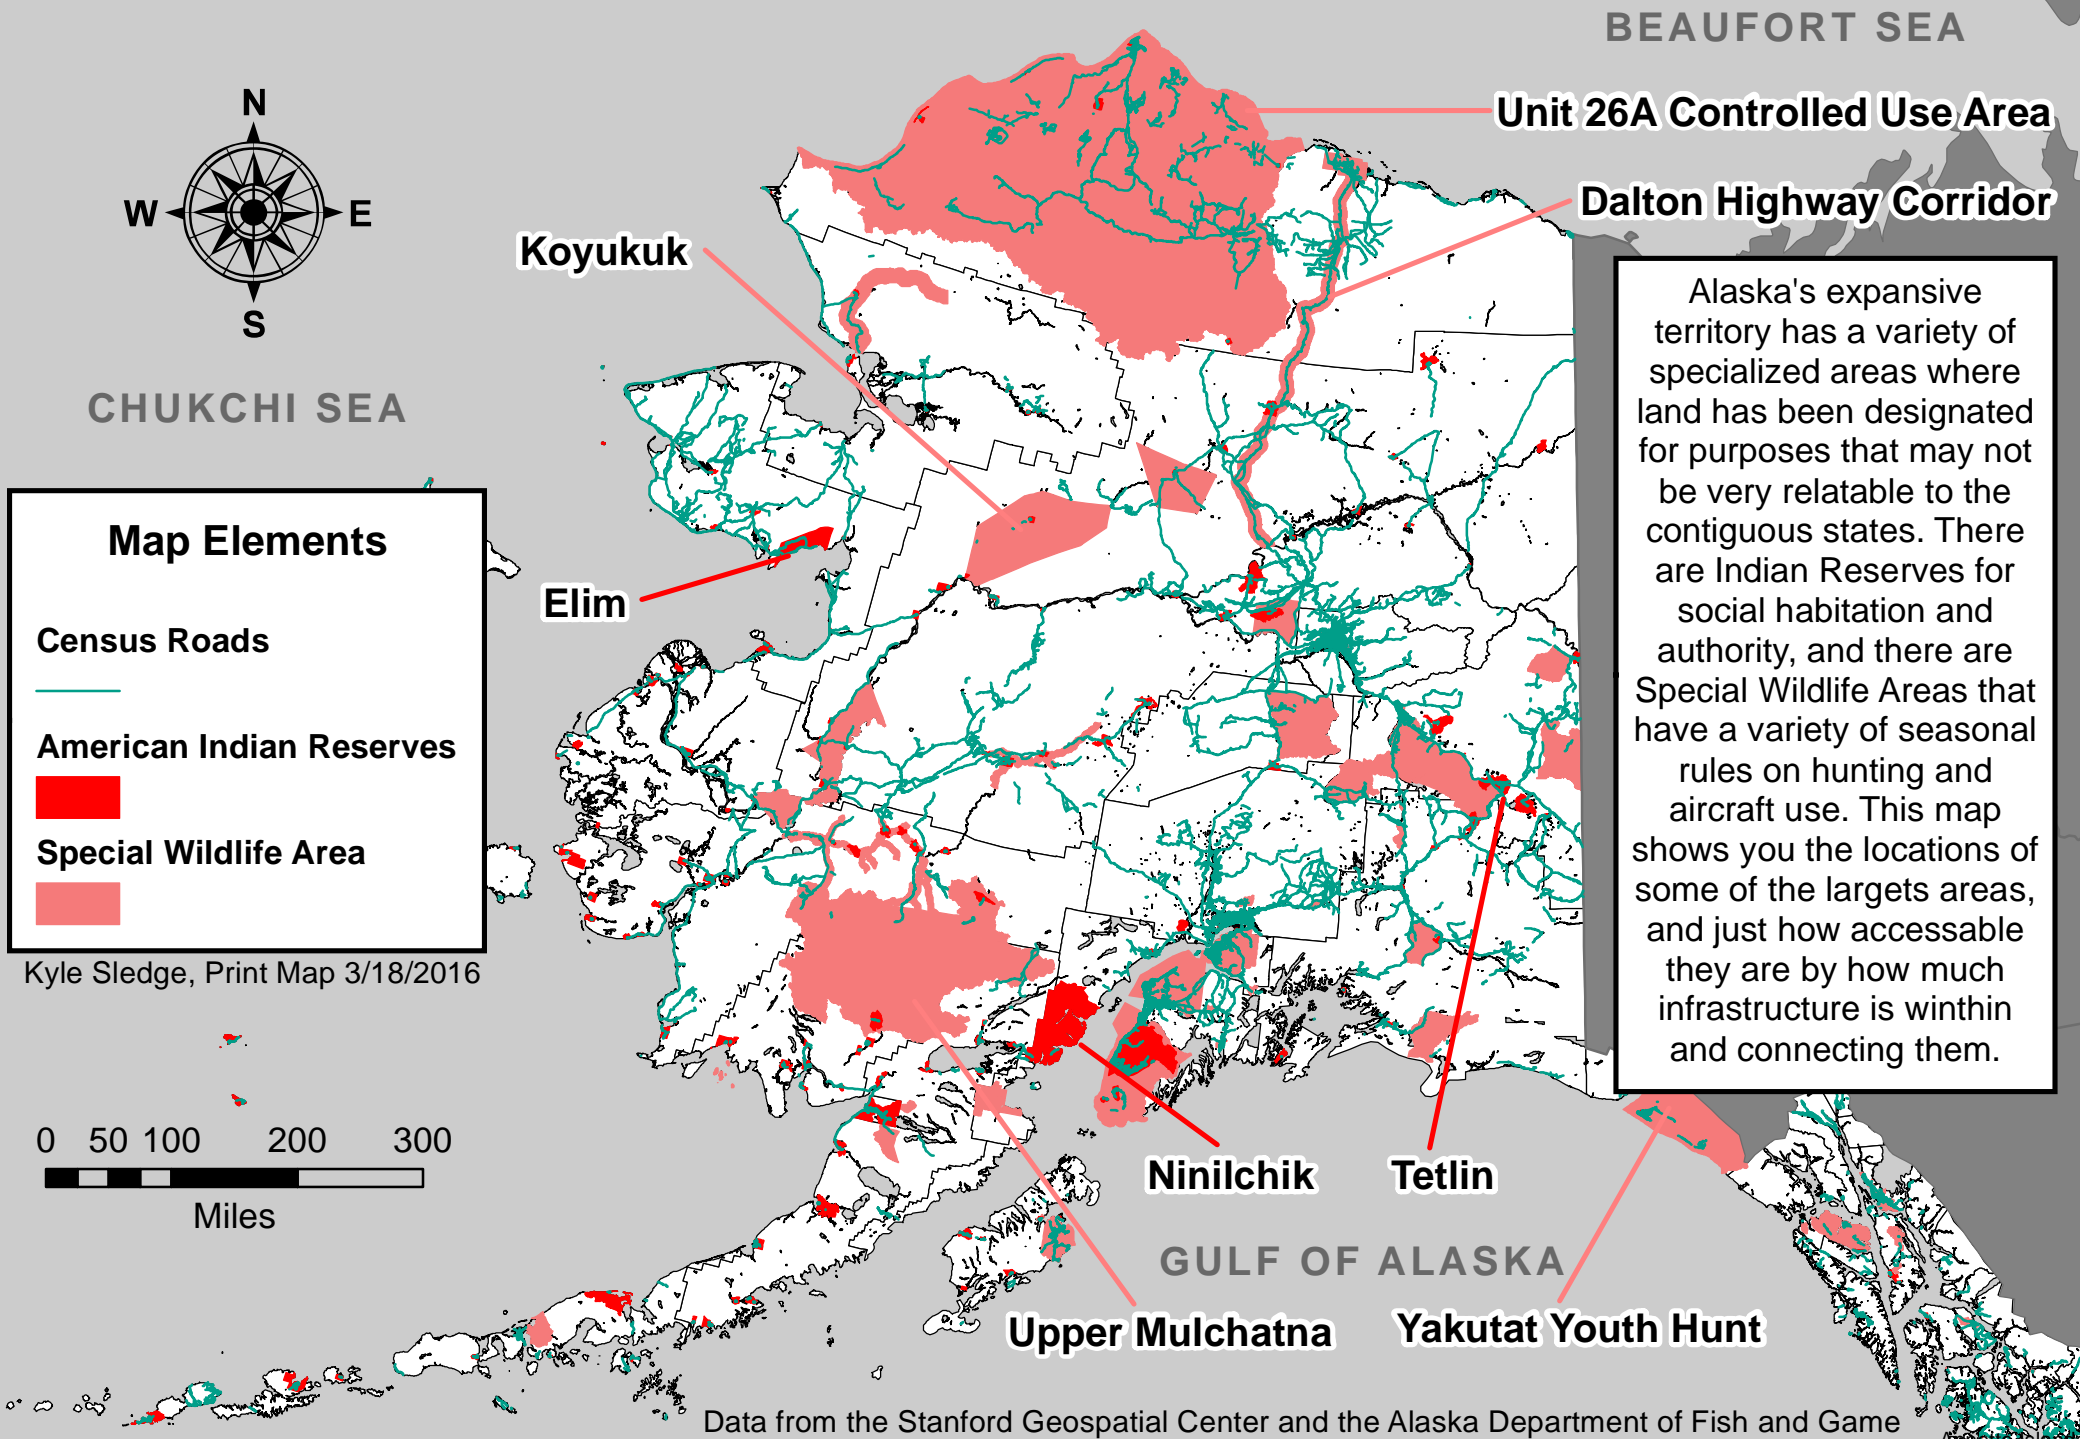 BEAUFORT SEA
Unit 26A Controlled Use Area
N
W
E
S
Dalton Highway Corridor
Koyukuk
CHUKCHI SEA
Alaska's expansive
territory has a variety of
specialized areas where
land has been designated
for purposes that may not
be very relatable to the
contiguous states. There
are Indian Reserves for
social habitation and
authority, and there are
Special Wildlife Areas that
have a variety of seasonal
rules on hunting and
aircraft use. This map
shows you the locations of
some of the largets areas,
and just how accessable
they are by how much
infrastructure is winthin
and connecting them.
Map Elements
Census Roads
American Indian Reserves
Special Wildlife Area
Elim
Kyle Sledge, Print Map 3/18/2016
0 50 100 200 300
Miles
Ninilchik
Tetlin
GULF OF ALASKA
Upper Mulchatna
Yakutat Youth Hunt
Data from the Stanford Geospatial Center and the Alaska Department of Fish and Game